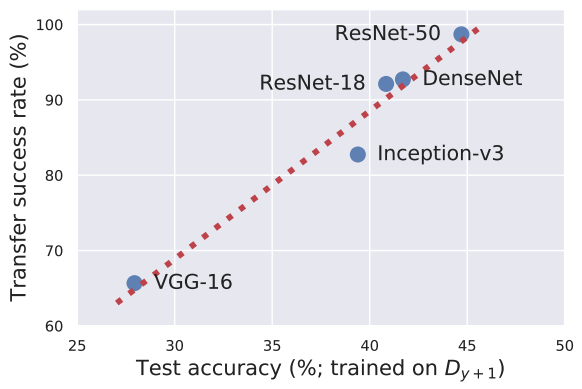 Transfer success rate (%)
100
90
80
70
60
ResNet-50
ResNet-18
DenseNet
Inception-v3
VGG-16
25 30 35 40 45 50
Test accuracy (%; trained on D_{y+1})